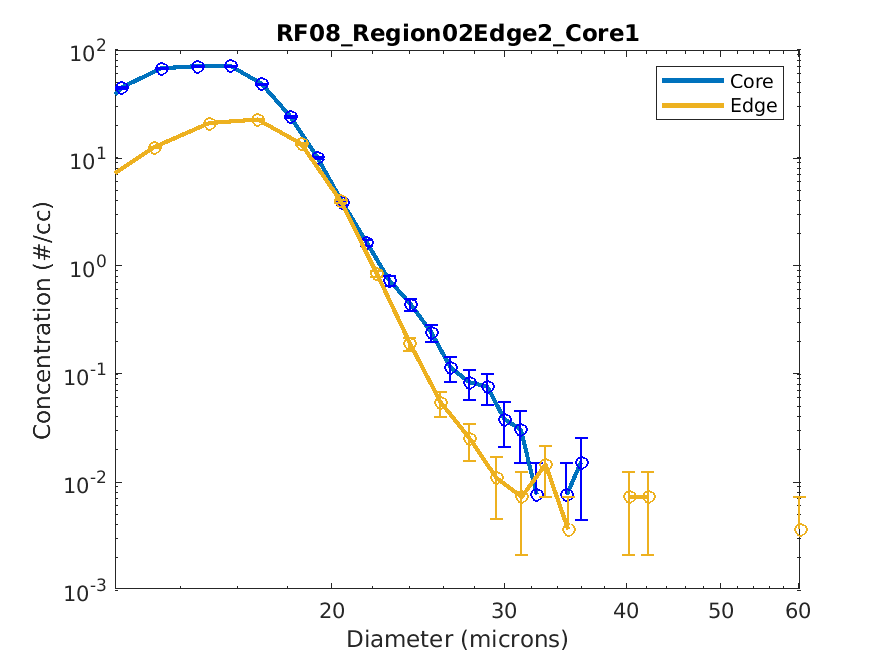 RF08_Region02Edge2_Core1
Core
Edge
Concentration (#/cc)
10^2
10^1
10^0
10^-1
10^-2
10^-3
20 30 40 50 60
Diameter (microns)